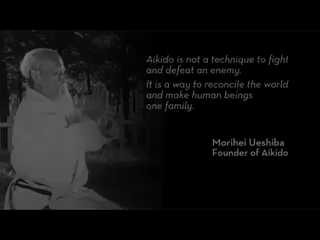 Aikido is not a technique to fight
and defeat an enemy.
It is a way to reconcile the world
and make human beings
one family.
Morihei Ueshiba
Founder of Aikido